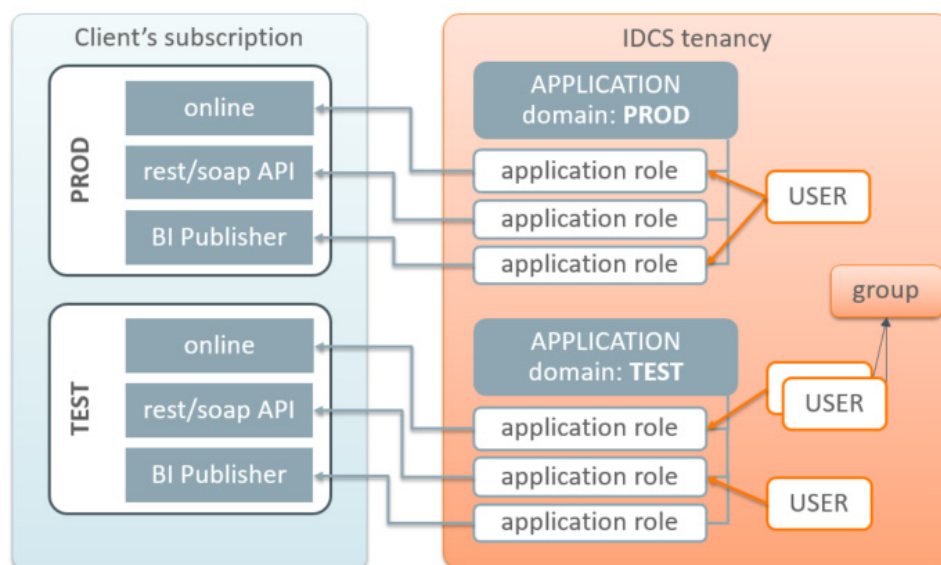 Client's subscription
PROD
online
rest/soap API
BI Publisher
TEST
online
rest/soap API
BI Publisher
IDCS tenancy
APPLICATION
domain: PROD
application role
application role
application role
USER
group
APPLICATION
domain: TEST
application role
application role
application role
USER
USER